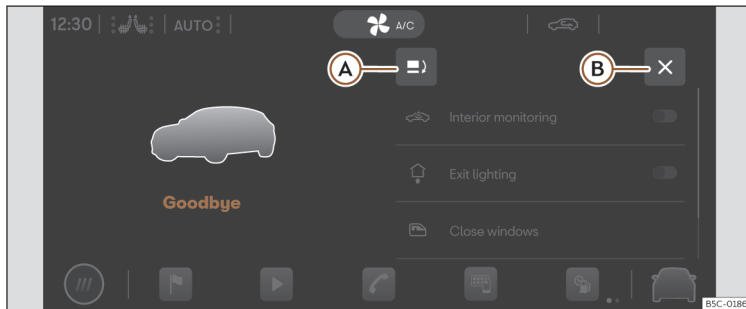 12:30 AUTO A/C
A B
Interior monitoring
Exit lighting
Goodbye
Close windows
B5C-0186